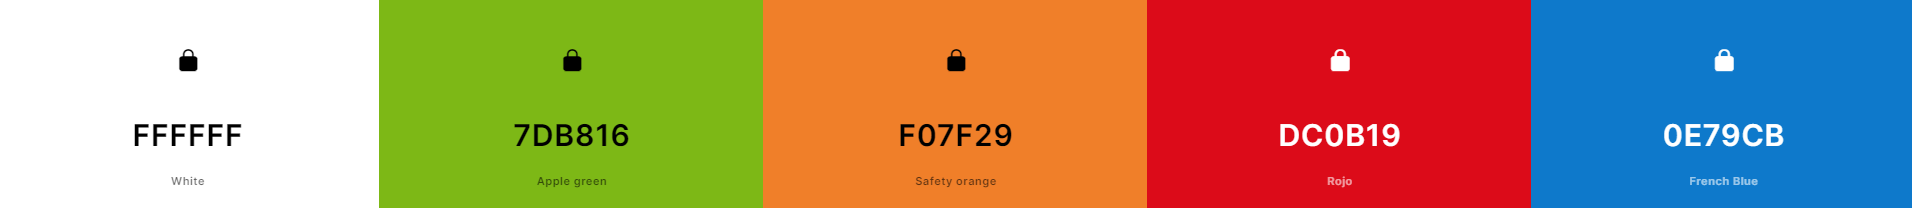 FFFFFF
White
7DB816
Apple green
F07F29
Safety orange
DC0B19
Rojo
0E79CB
French Blue